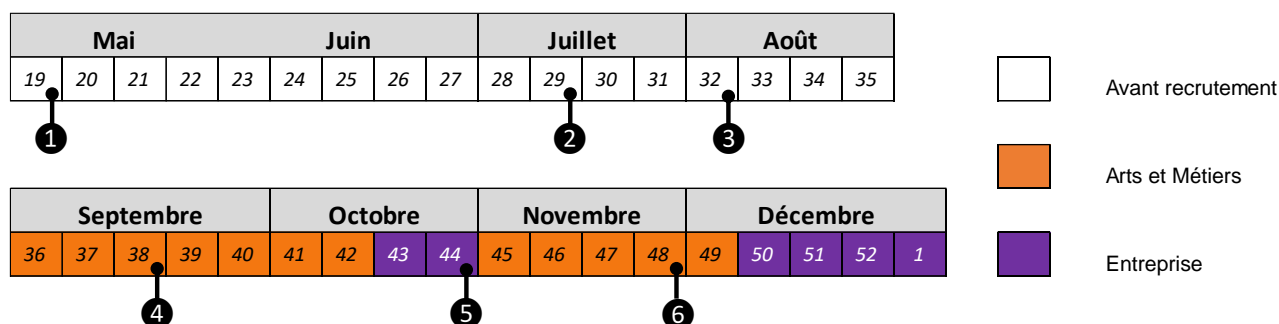 Mai Juin Juillet Août
19 20 21 22 23 24 25 26 27 28 29 30 31 32 33 34 35
1 2 3
Avant recrutement
Arts et Métiers
Septembre Octobre Novembre Décembre
36 37 38 39 40 41 42 43 44 45 46 47 48 49 50 51 52 1
Entreprise
4 5 6